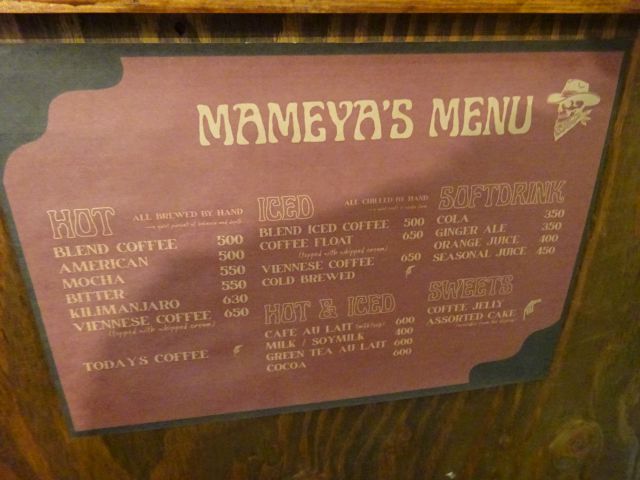 MAMEYA'S MENU
HOT
ALL BREWED BY HAND
BLEND COFFEE 500
AMERICAN 500
MOCHA 550
BITTER 550
KILIMANJARO 630
VIENNESE COFFEE 650
(topped with whipped cream)
TODAY'S COFFEE
ICED
ALL CHILLED BY HAND
BLEND ICED COFFEE 500
COFFEE FLOAT 650
(topped with whipped cream)
VIENNESE COFFEE 650
COLD BREWED
HOT & ICED
CAFE AU LAIT 600
MILK / SOYMILK 400
GREEN TEA AU LAIT 600
COCOA 600
SOFTDRINK
COLA 350
GINGER ALE 350
ORANGE JUICE 400
SEASONAL JUICE 450
SWEETS
COFFEE JELLY
ASSORTED CAKE